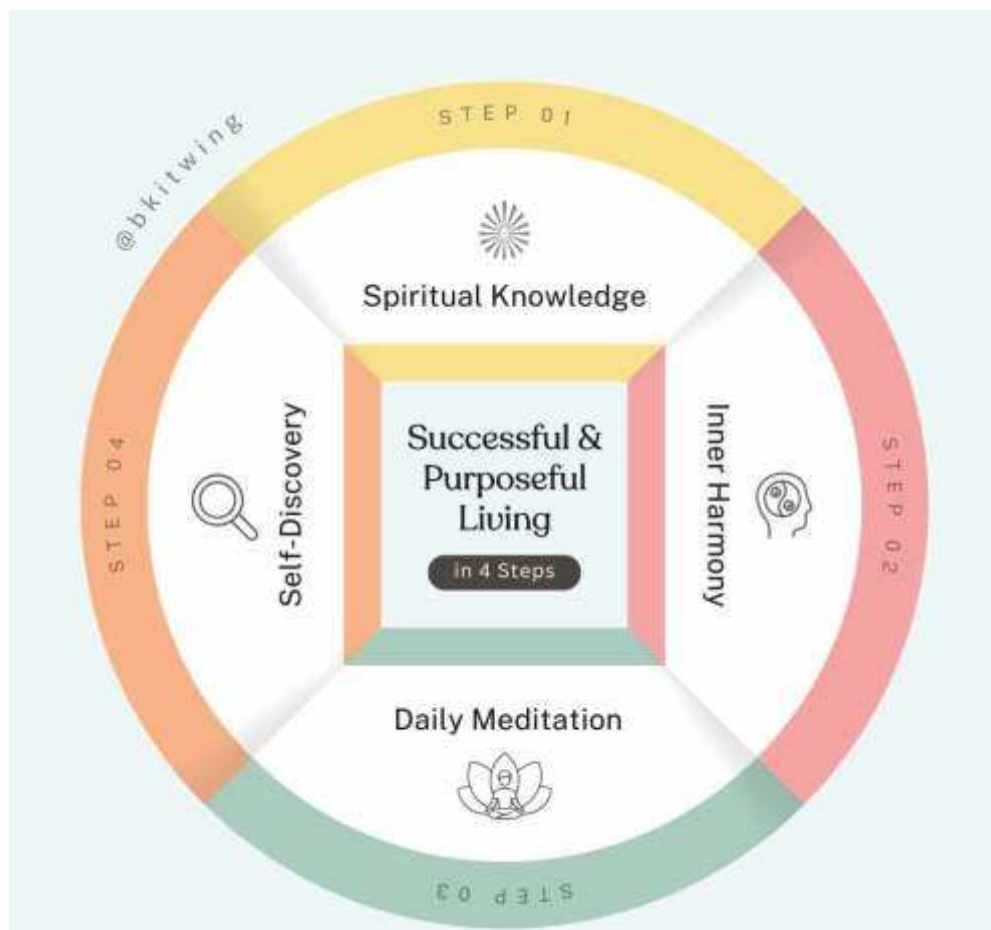 @bkitwing
STEP 01
Spiritual Knowledge
STEP 02
Inner Harmony
STEP 03
Daily Meditation
STEP 04
Self-Discovery
Successful &
Purposeful
Living
in 4 Steps